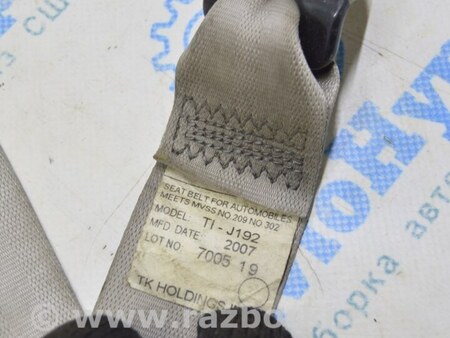 SEAT BELT FOR AUTOMOBILES
MEETS MVSS NO.209 NO.302
MODEL: TI - J192
MFD DATE: 2007
LOT NO 7005 19
TK HOLDINGS
www.razbo